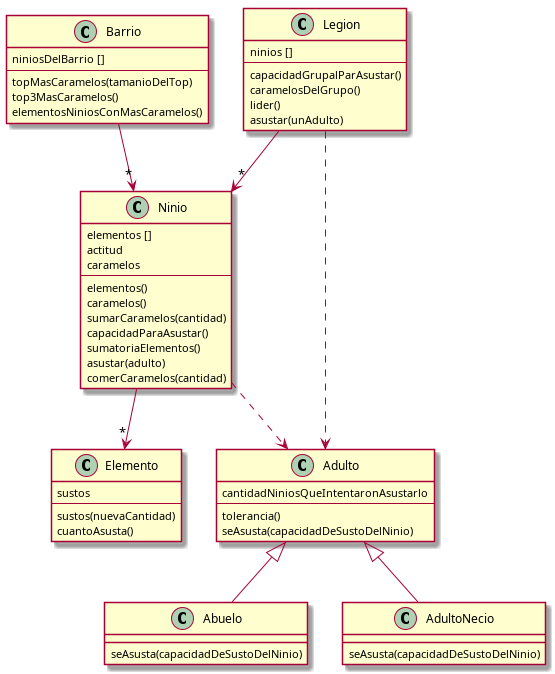 C Barrio
niniosDelBarrio []
topMasCaramelos(tamanioDelTop)
top3MasCaramelos()
elementosNiniosConMasCaramelos()
C Legion
ninios []
capacidadGrupalParAsustar()
caramelosDelGrupo()
lider()
asustar(unAdulto)
*
*
C Ninio
elementos []
actitud
caramelos
elementos()
caramelos()
sumarCaramelos(cantidad)
capacidadParaAsustar()
sumatoriaElementos()
asustar(adulto)
comerCaramelos(cantidad)
*
C Elemento
sustos
sustos(nuevaCantidad)
cuantoAsusta()
C Adulto
cantidadNiniosQueIntentaronAsustarlo
tolerancia()
seAsusta(capacidadDeSustoDelNinio)
C Abuelo
seAsusta(capacidadDeSustoDelNinio)
C AdultoNecio
seAsusta(capacidadDeSustoDelNinio)